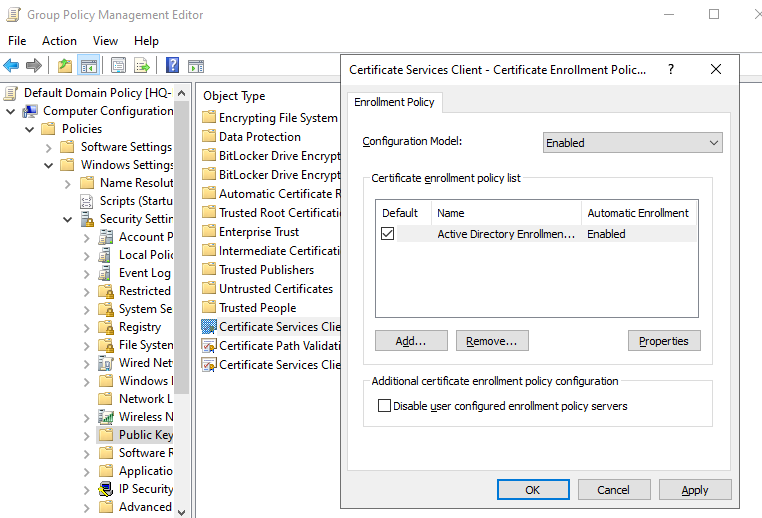 Group Policy Management Editor
File Action View Help
Default Domain Policy [HQ-
Computer Configuration
Policies
Software Settings
Windows Settings
Name Resolut
Scripts (Startu
Security Settin
Account P
Local Polic
Event Log
Restricted
System Se
Registry
File System
Wired Net
Windows
Network L
Wireless N
Public Key
Software R
Application
IP Security
Advanced
Object Type
Encrypting File System
Data Protection
BitLocker Drive Encrypt
BitLocker Drive Encrypt
Automatic Certificate R
Trusted Root Certificati
Enterprise Trust
Intermediate Certificati
Trusted Publishers
Untrusted Certificates
Trusted People
Certificate Services Clie
Certificate Path Validati
Certificate Services Clie
Certificate Services Client - Certificate Enrollment Polic... ?
Enrollment Policy
Configuration Model: Enabled
Certificate enrollment policy list
Default Name Automatic Enrollment
Active Directory Enrollmen... Enabled
Add... Remove... Properties
Additional certificate enrollment policy configuration
Disable user configured enrollment policy servers
OK Cancel Apply